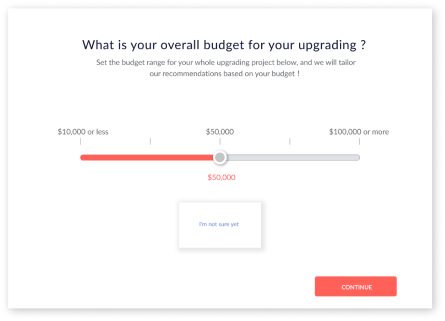 What is your overall budget for your upgrading ?
Set the budget range for your whole upgrading project below, and we will tailor
our recommendations based on your budget !
$10,000 or less $50,000 $100,000 or more
$50,000
I'm not sure yet
CONTINUE